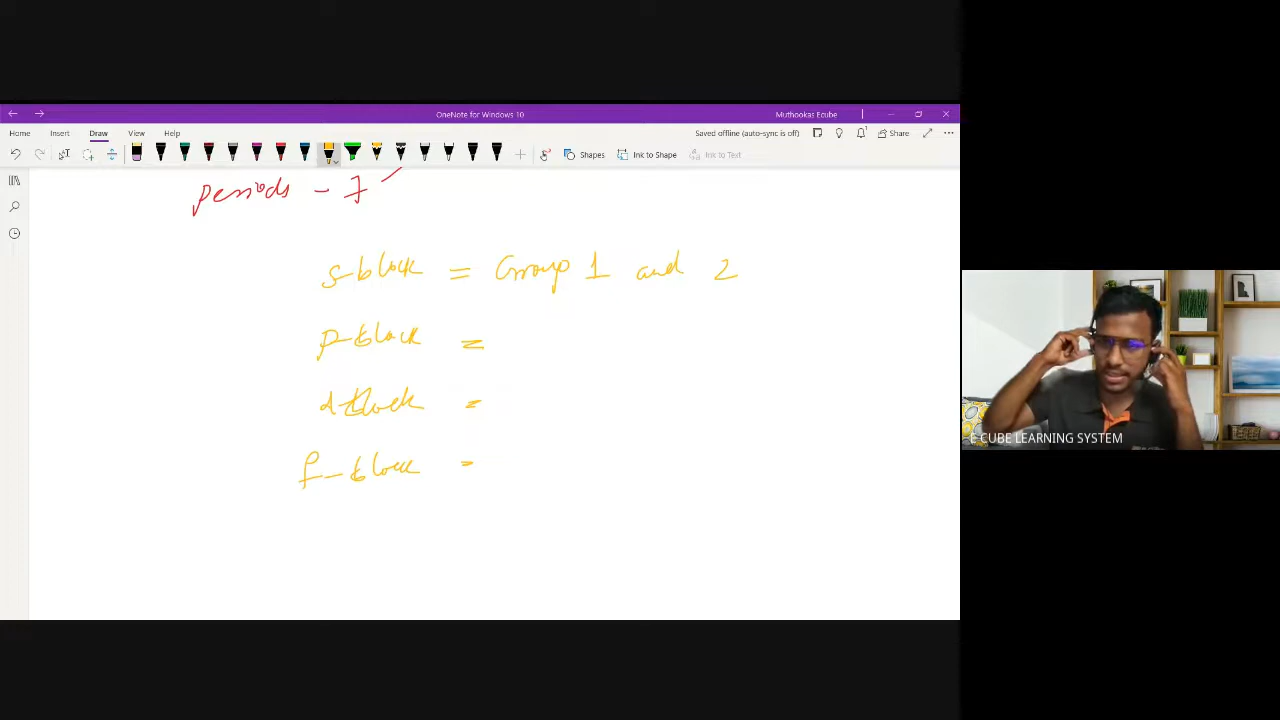 OneNote for Windows 10
Muthookas Ecube
Home Insert Draw View Help
Saved offline (auto-sync is off)
Share
Shapes
Ink to Shape
Ink to Text
periods - 7
s-block = Group 1 and 2
p-block =
d-block =
f-block =
E CUBE LEARNING SYSTEM